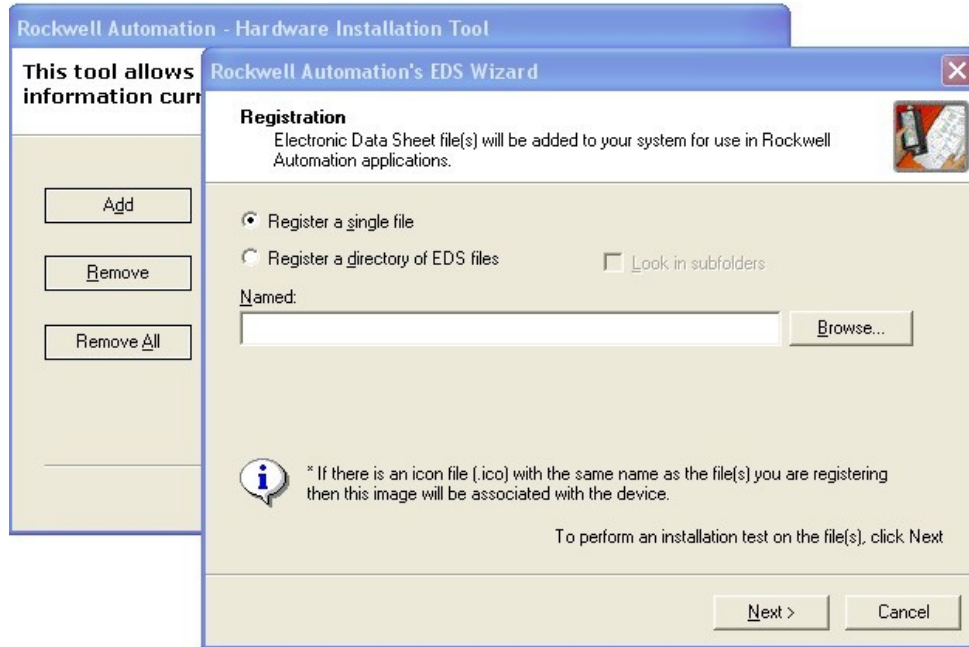 Rockwell Automation - Hardware Installation Tool
This tool allows
information curr
Add
Remove
Remove All
Rockwell Automation's EDS Wizard
Registration
Electronic Data Sheet file(s) will be added to your system for use in Rockwell
Automation applications.
Register a single file
Register a directory of EDS files
Look in subfolders
Named:
Browse...
* If there is an icon file (.ico) with the same name as the file(s) you are registering
then this image will be associated with the device.
To perform an installation test on the file(s), click Next
Next >
Cancel